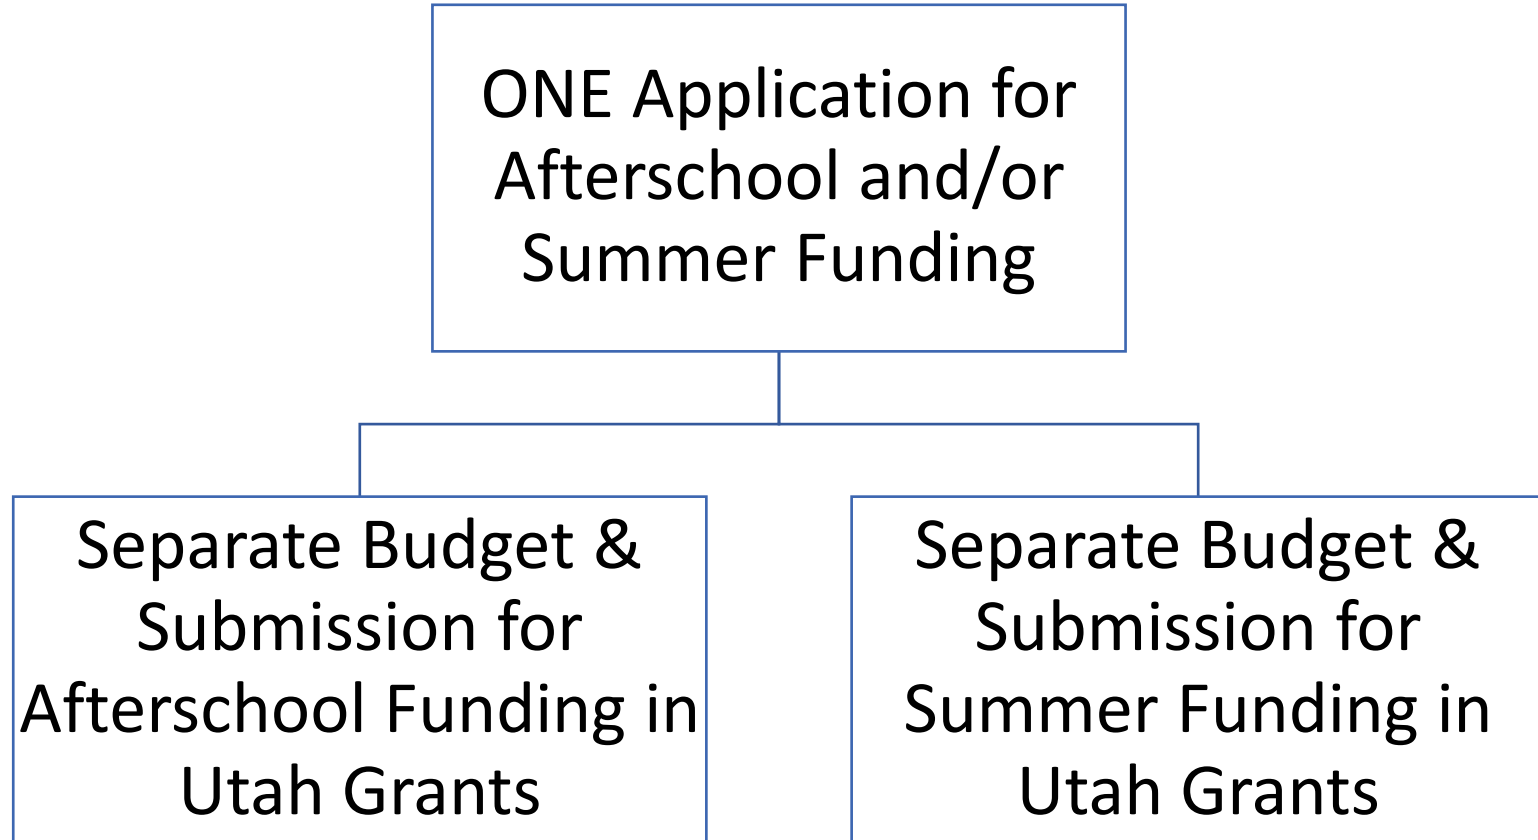 ONE Application for
Afterschool and/or
Summer Funding
Separate Budget &
Submission for
Afterschool Funding in
Utah Grants
Separate Budget &
Submission for
Summer Funding in
Utah Grants